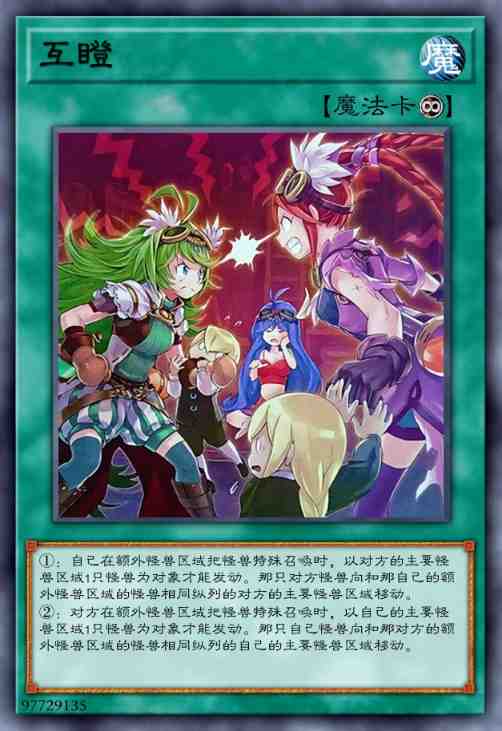 互瞪
魔
【魔法卡】
①：自己在额外怪兽区域把怪兽特殊召唤时，以对方的主要怪
兽区域1只怪兽为对象才能发动。那只对方怪兽向和那自己的额
外怪兽区域的怪兽相同纵列的对方的主要怪兽区域移动。
②：对方在额外怪兽区域把怪兽特殊召唤时，以自己的主要怪
兽区域1只怪兽为对象才能发动。那只自己怪兽向和那对方的额
外怪兽区域的怪兽相同纵列的自己的主要怪兽区域移动。
97729135